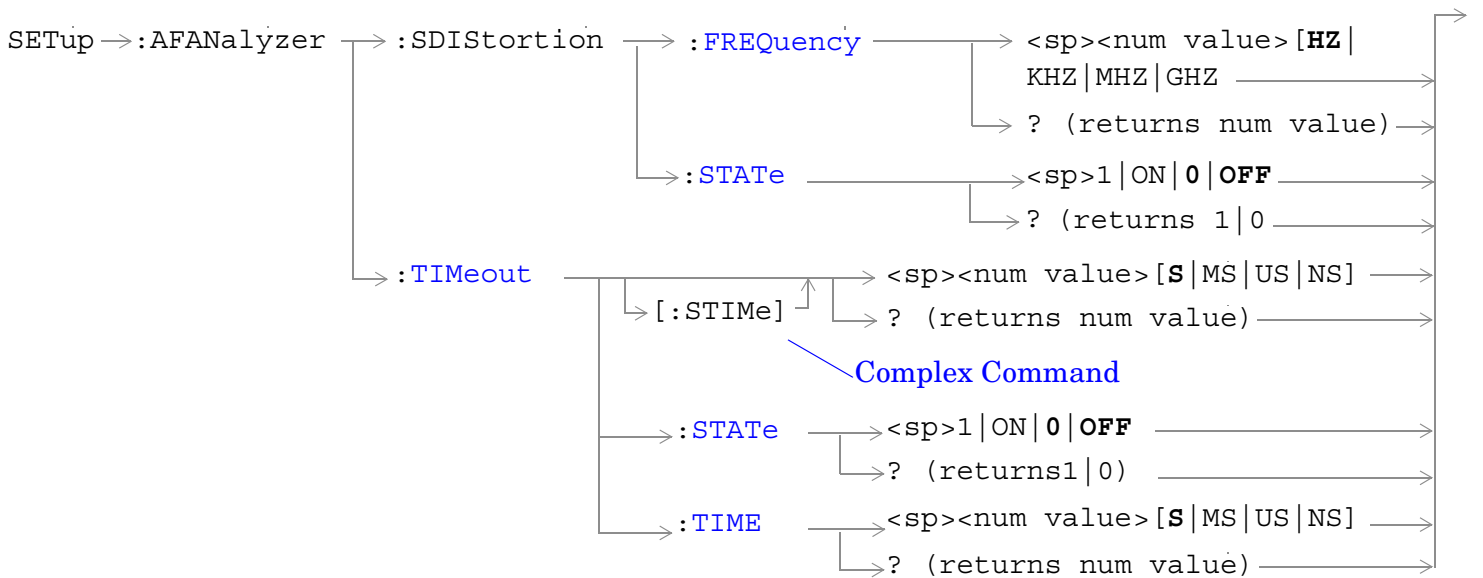 SETup :AFANalyzer :SDIStortion :FREQuency <sp><num value>[HZ|
KHZ|MHZ|GHZ
? (returns num value)
:STATe <sp>1|ON|0|OFF
? (returns 1|0
:TIMeout <sp><num value>[S|MS|US|NS]
[:STIMe] ? (returns num value)
Complex Command
:STATe <sp>1|ON|0|OFF
? (returns1|0)
:TIME <sp><num value>[S|MS|US|NS]
? (returns num value)